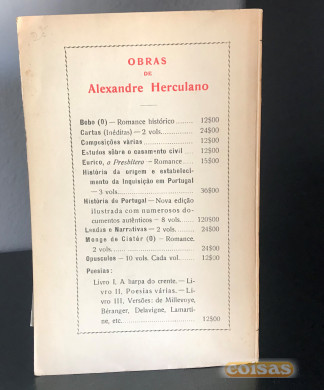 OBRAS
DE
Alexandre Herculano
Bobo (O) — Romance histórico ..... 12$00
Cartas (Inéditas) — 2 vols. ..... 24$00
Composições várias ..... 12$00
Estudos sôbre o casamento civil ... 12$00
Eurico, o Presbítero — Romance .... 15$00
História da origem e estabeleci-
mento da Inquisição em Portugal
— 3 vols. ..... 36$00
História de Portugal — Nova edição
ilustrada com numerosos do-
cumentos autênticos — 8 vols. . 120$00
Lendas e Narrativas — 2 vols. ..... 24$00
Monge de Cistér (O) — Romance.
2 vols. ..... 24$00
Opusculos — 10 vols. Cada vol. ... 12$00
Poesias:
Livro I, A harpa do crente. — Li-
vro II, Poesias várias. — Li-
vro III, Versões: de Millevoye,
Béranger, Delavigne, Lamarti-
ne, etc. ..... 12$00
coisas